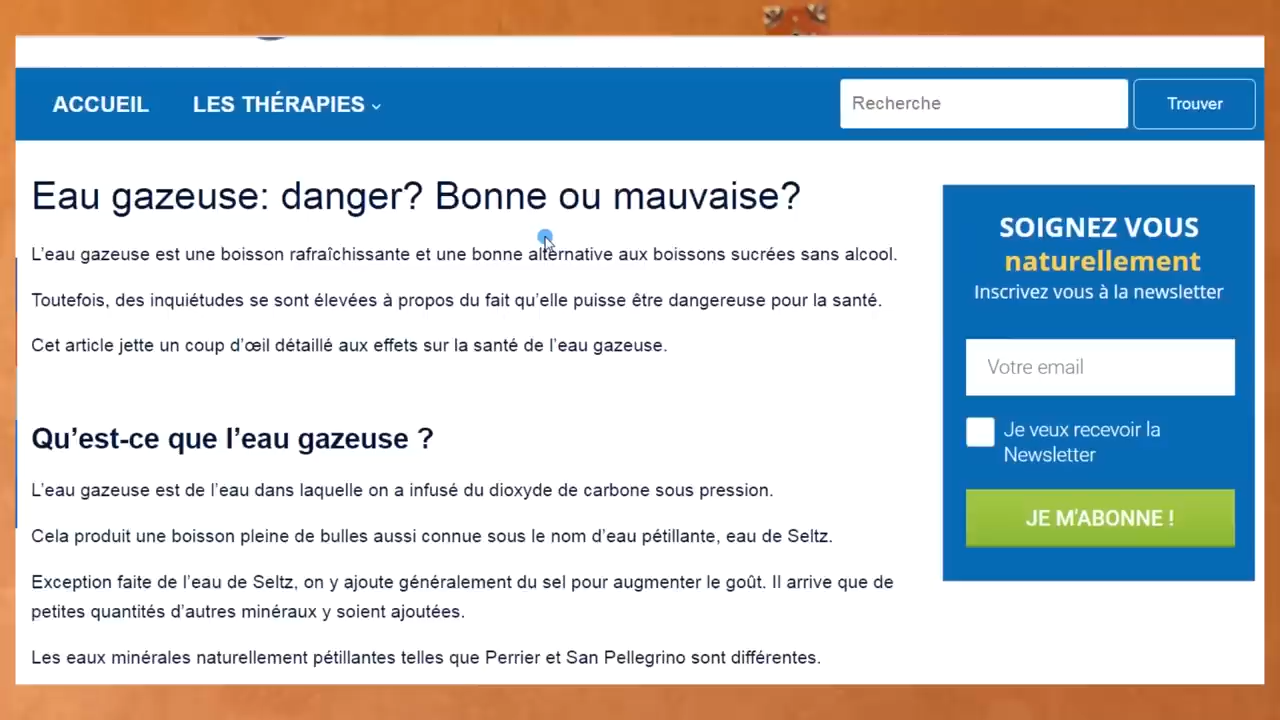 ACCUEIL
LES THÉRAPIES
Recherche
Trouver
Eau gazeuse: danger? Bonne ou mauvaise?
L’eau gazeuse est une boisson rafraîchissante et une bonne alternative aux boissons sucrées sans alcool.
Toutefois, des inquiétudes se sont élevées à propos du fait qu’elle puisse être dangereuse pour la santé.
Cet article jette un coup d’œil détaillé aux effets sur la santé de l’eau gazeuse.
Qu’est-ce que l’eau gazeuse ?
L’eau gazeuse est de l’eau dans laquelle on a infusé du dioxyde de carbone sous pression.
Cela produit une boisson pleine de bulles aussi connue sous le nom d’eau pétillante, eau de Seltz.
Exception faite de l’eau de Seltz, on y ajoute généralement du sel pour augmenter le goût. Il arrive que de
petites quantités d’autres minéraux y soient ajoutées.
Les eaux minérales naturellement pétillantes telles que Perrier et San Pellegrino sont différentes.
SOIGNEZ VOUS
naturellement
Inscrivez vous à la newsletter
Votre email
Je veux recevoir la
Newsletter
JE M'ABONNE !